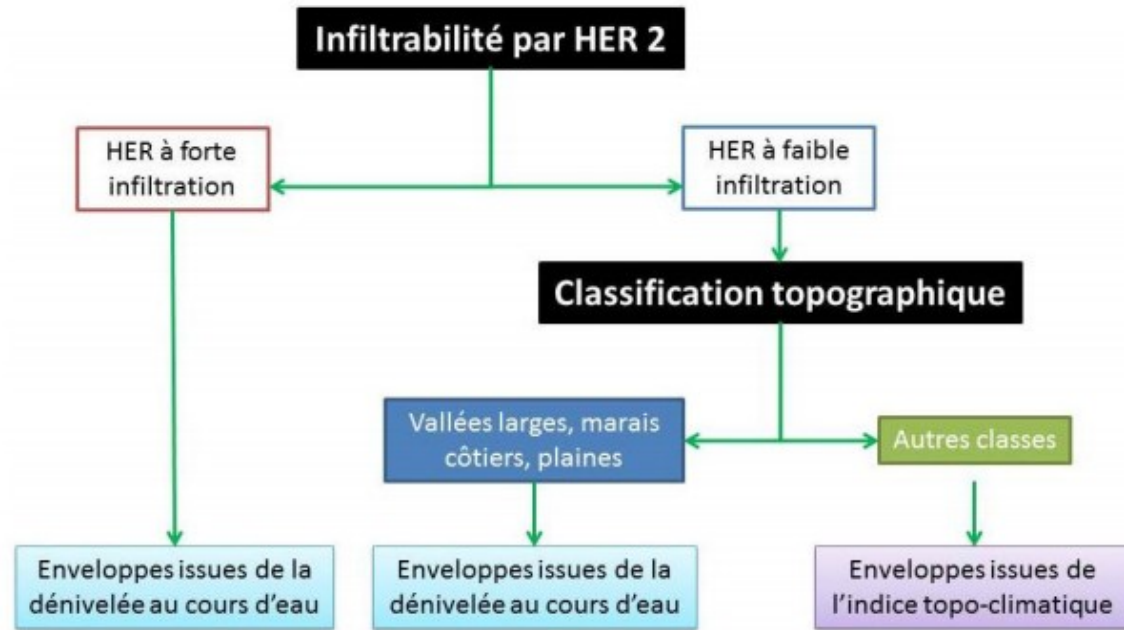 Infiltrabilité par HER 2
HER à forte
infiltration
HER à faible
infiltration
Classification topographique
Vallées larges, marais
côtiers, plaines
Autres classes
Enveloppes issues de la
dénivelée au cours d'eau
Enveloppes issues de la
dénivelée au cours d'eau
Enveloppes issues de
l'indice topo-climatique